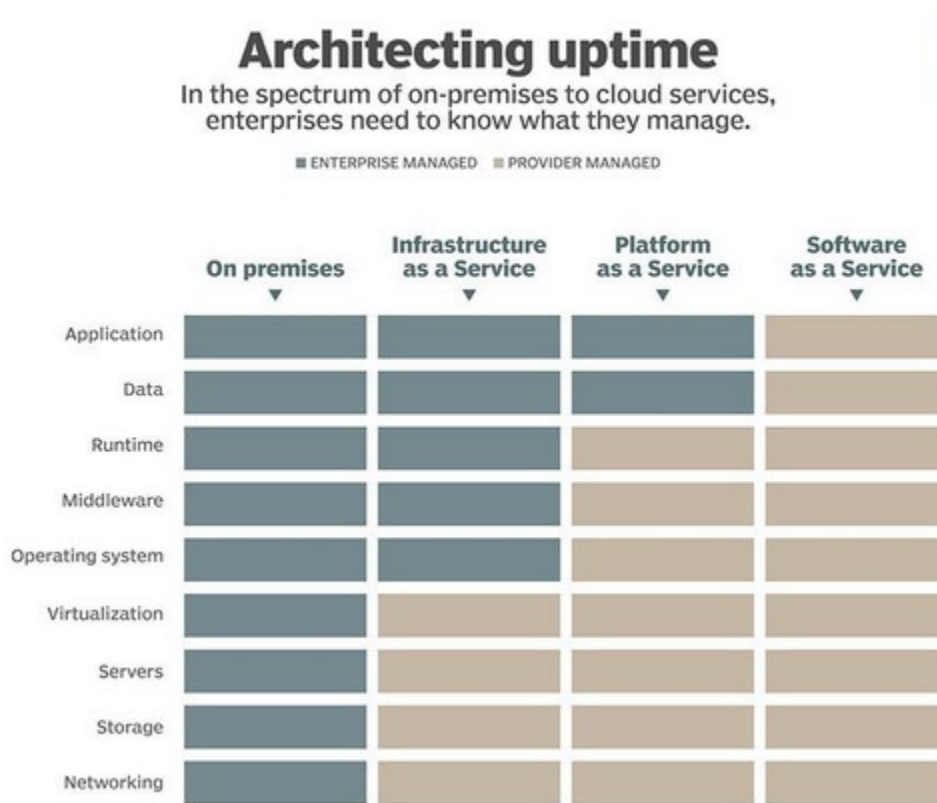 Architecting uptime
In the spectrum of on-premises to cloud services,
enterprises need to know what they manage.
ENTERPRISE MANAGED PROVIDER MANAGED
On premises
Infrastructure
as a Service
Platform
as a Service
Software
as a Service
Application
Data
Runtime
Middleware
Operating system
Virtualization
Servers
Storage
Networking